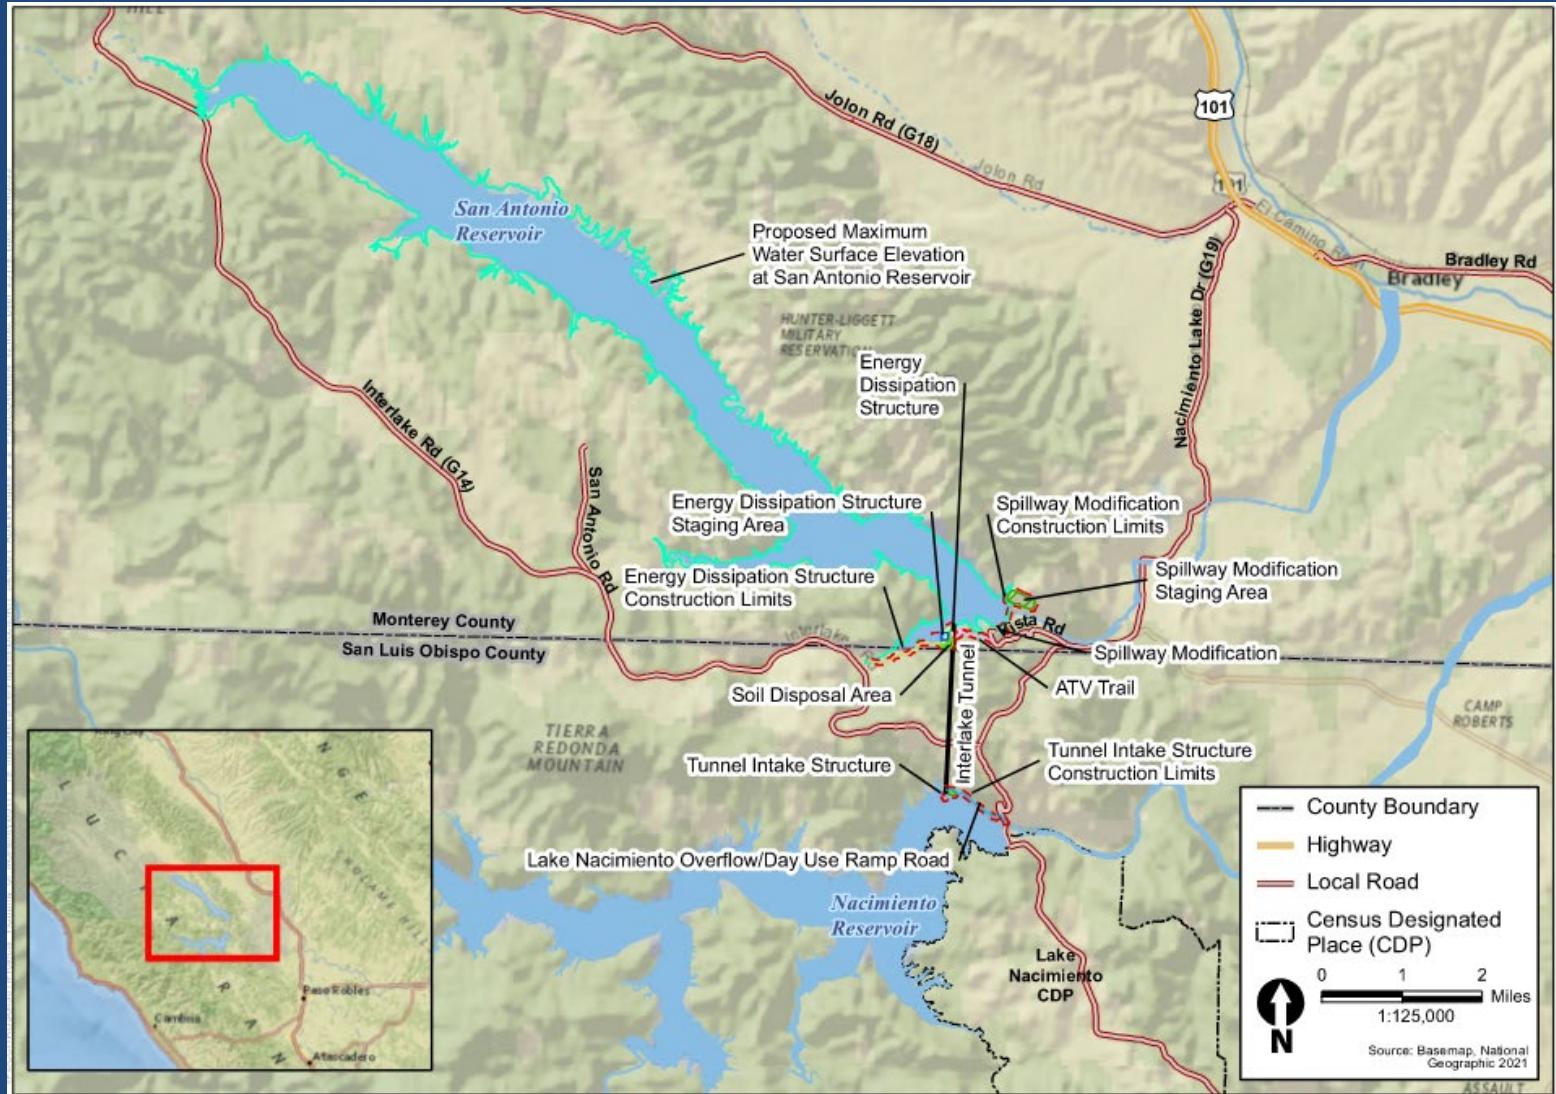 HILL
101
Jolon Rd (G18)
Jolon Rd
101
El Camino Real
Bradley Rd
Bradley
San Antonio
Reservoir
Proposed Maximum
Water Surface Elevation
at San Antonio Reservoir
Nacimiento Lake Dr (G19)
HUNTER-LIGGETT
MILITARY
RESERVATION
Energy
Dissipation
Structure
Interlake Rd (G14)
San Antonio Rd
Energy Dissipation Structure
Staging Area
Spillway Modification
Construction Limits
Energy Dissipation Structure
Construction Limits
Spillway Modification
Staging Area
Monterey County
San Luis Obispo County
Interlake
Vista Rd
Spillway Modification
Soil Disposal Area
Interlake Tunnel
ATV Trail
CAMP
ROBERTS
TIERRA
REDONDA
MOUNTAIN
Tunnel Intake Structure
Tunnel Intake Structure
Construction Limits
Lake Nacimiento Overflow/Day Use Ramp Road
Nacimiento
Reservoir
Lake
Nacimiento
CDP
L U C I A R A N
N G E
Paso Robles
Cambria
Atascadero
County Boundary
Highway
Local Road
Census Designated
Place (CDP)
0 1 2
Miles
1:125,000
N
Source: Basemap, National
Geographic 2021
ASSAULT